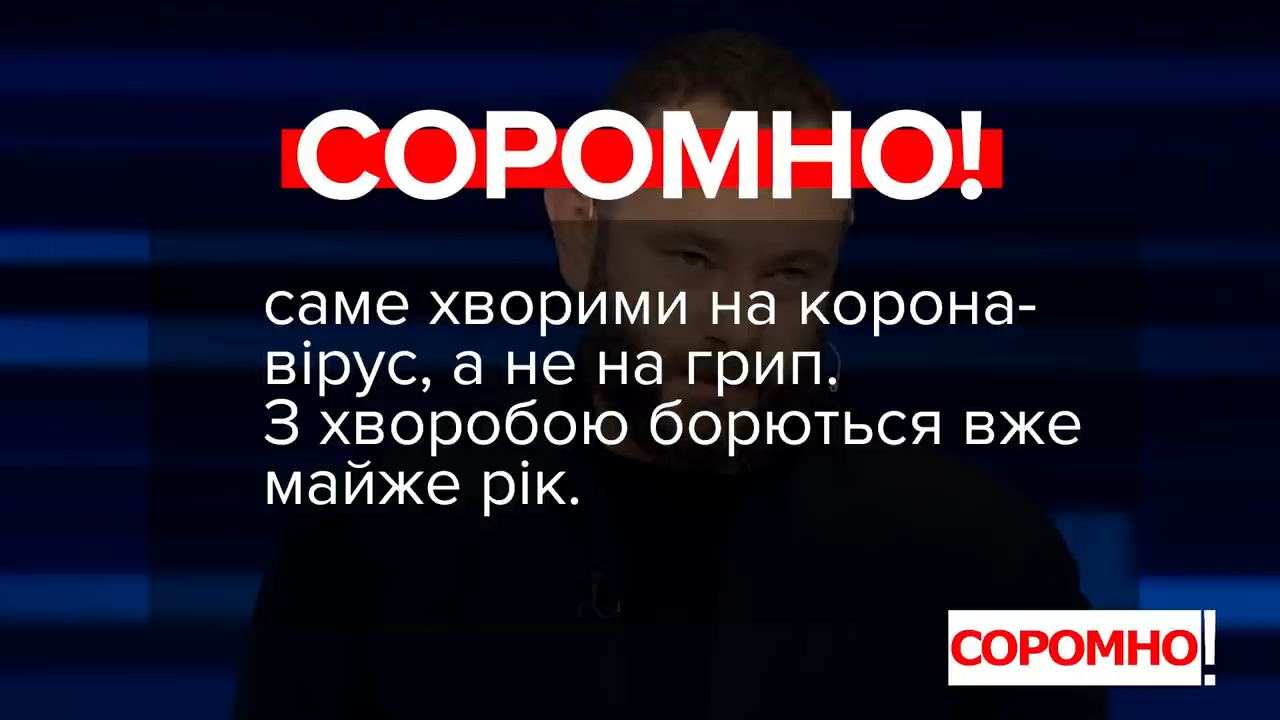 СОРОМНО!
саме хворими на корона-
вірус, а не на грип.
З хворобою борються вже
майже рік.
СОРОМНО!